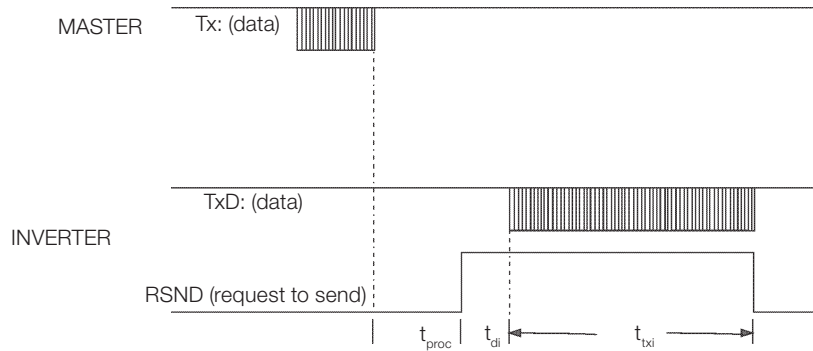 MASTER
Tx: (data)
TxD: (data)
INVERTER
RSND (request to send)
tproc
tdi
ttxi